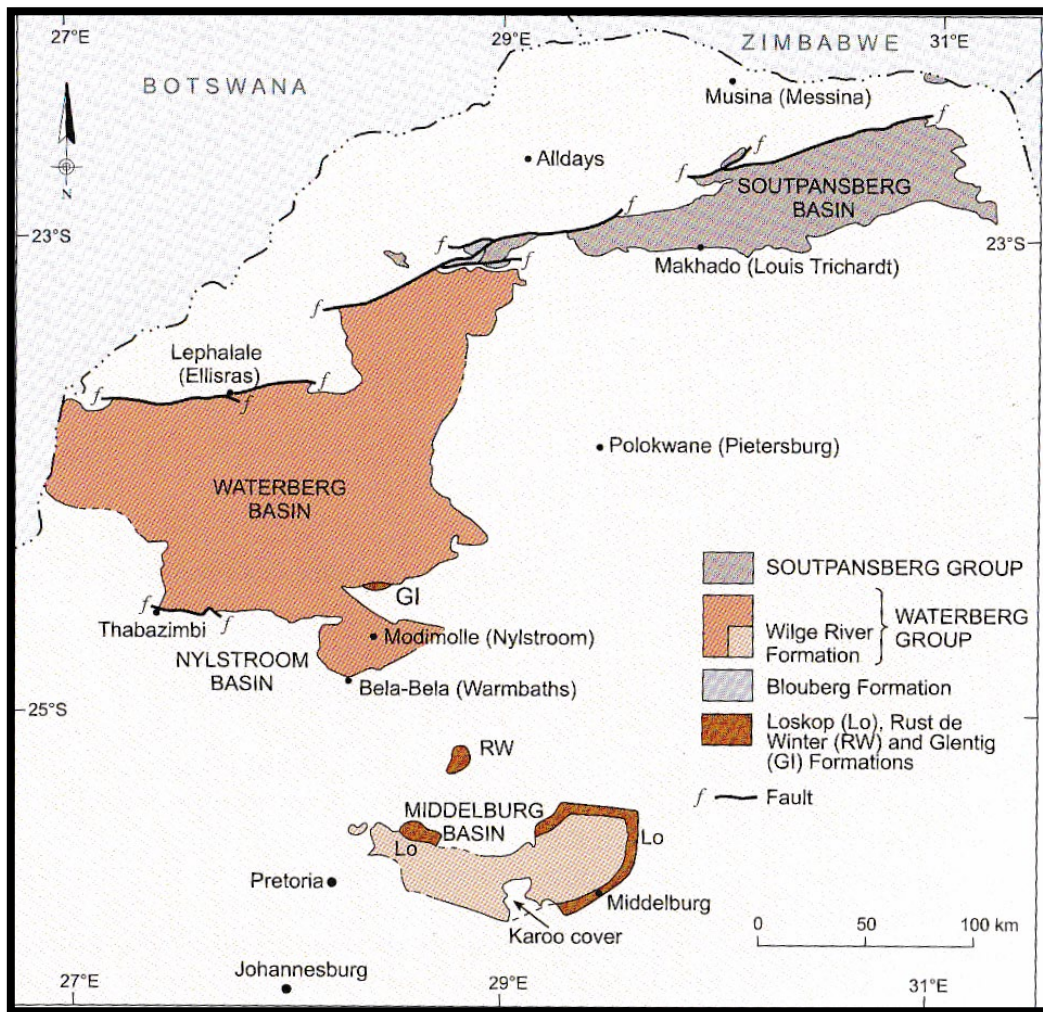 27°E
29°E
31°E
ZIMBABWE
BOTSWANA
Musina (Messina)
f
f
Alldays
N
f
SOUTPANSBERG
BASIN
f
23°S
f
23°S
Makhado (Louis Trichardt)
f
f
Lephalale
(Ellisras)
f
f
f
Polokwane (Pietersburg)
WATERBERG
BASIN
GI
f
f
Thabazimbi
Modimolle (Nylstroom)
NYLSTROOM
BASIN
Bela-Bela (Warmbaths)
25°S
SOUTPANSBERG GROUP
Wilge River
Formation
WATERBERG
GROUP
Blouberg Formation
Loskop (Lo), Rust de
Winter (RW) and Glentig
(GI) Formations
f Fault
RW
MIDDELBURG
BASIN
Lo
Lo
Pretoria
Middelburg
Karoo cover
0 50 100 km
Johannesburg
27°E
29°E
31°E